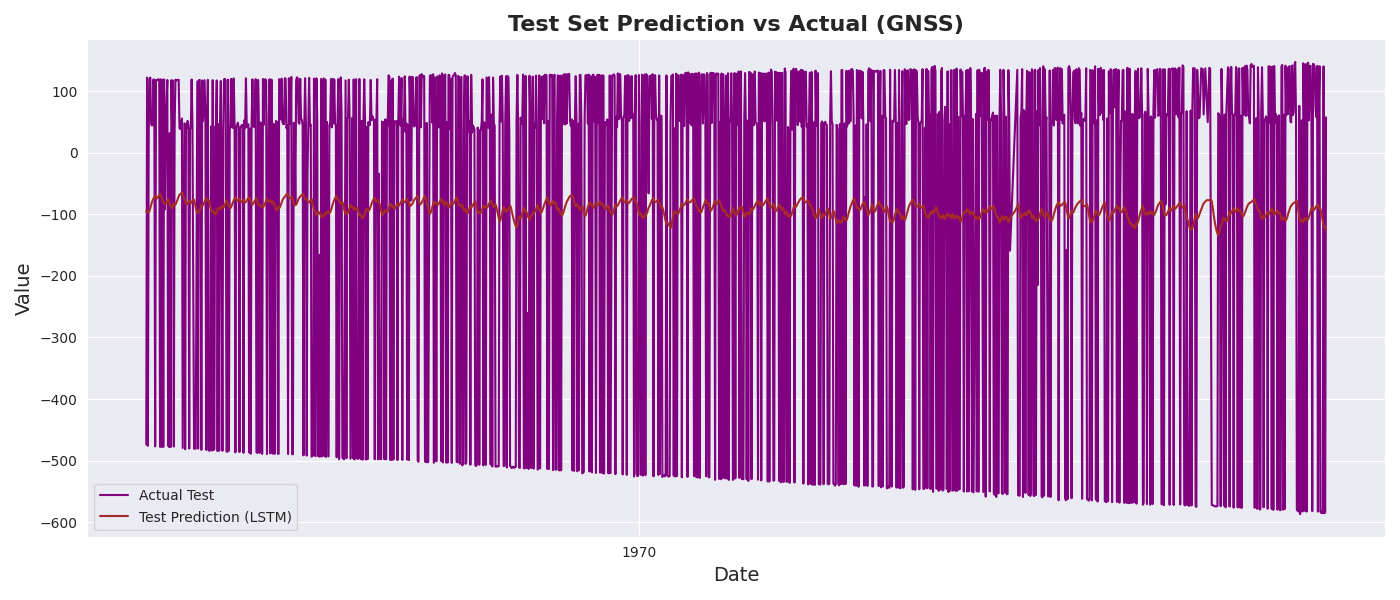 Test Set Prediction vs Actual (GNSS)
Value
100
0
−100
−200
−300
−400
−500
−600
Actual Test
Test Prediction (LSTM)
1970
Date